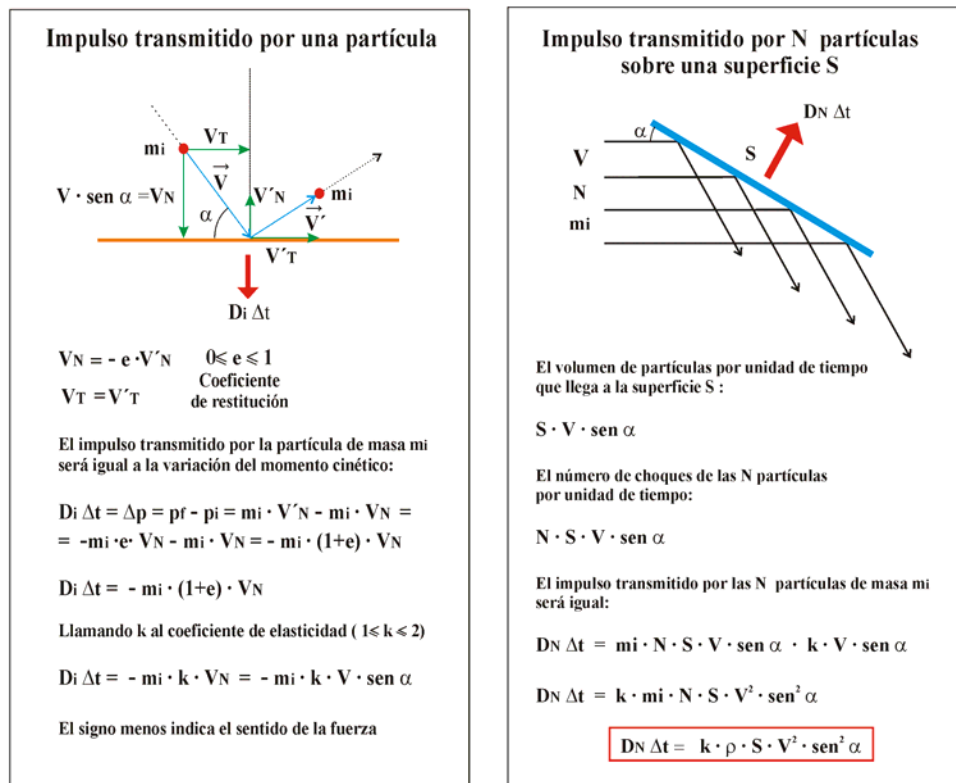 Impulso transmitido por una partícula
mi
VT
V
V · sen α =VN
V´N
mi
α
V´
V´T
Di Δt
VN = - e ·V´N
0⩽ e ⩽ 1
VT =V´T
Coeficiente
de restitución
El impulso transmitido por la partícula de masa mi
será igual a la variación del momento cinético:
Di Δt = Δp = pf - pi = mi · V´N - mi · VN =
= -mi ·e· VN - mi · VN = - mi · (1+e) · VN
Di Δt = - mi · (1+e) · VN
Llamando k al coeficiente de elasticidad ( 1⩽ k ⩽ 2)
Di Δt = - mi · k · VN = - mi · k · V · sen α
El signo menos indica el sentido de la fuerza
Impulso transmitido por N partículas
sobre una superficie S
DN Δt
α
S
V
N
mi
El volumen de partículas por unidad de tiempo
que llega a la superficie S :
S · V · sen α
El número de choques de las N partículas
por unidad de tiempo:
N · S · V · sen α
El impulso transmitido por las N partículas de masa mi
será igual:
DN Δt = mi · N · S · V · sen α · k · V · sen α
DN Δt = k · mi · N · S · V² · sen² α
DN Δt = k · ρ · S · V² · sen² α